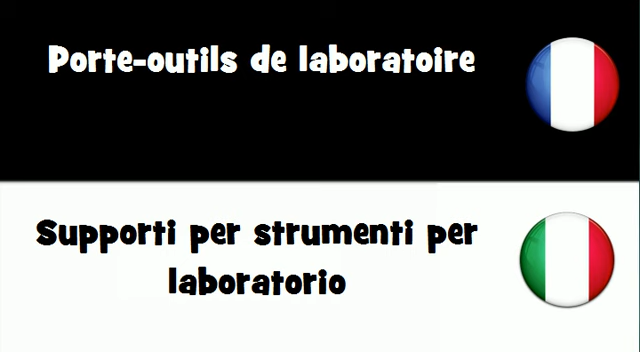 Porte-outils de laboratoire
Supporti per strumenti per
laboratorio